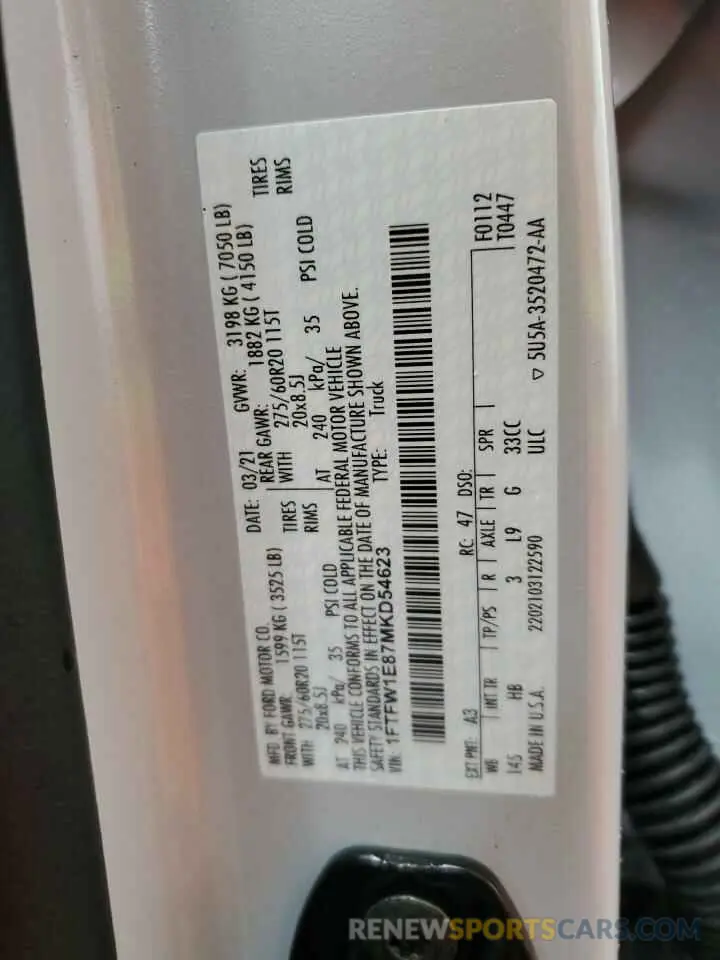 MFD. BY FORD MOTOR CO. DATE: 03/21 GVWR: 3198 KG ( 7050 LB)
FRONT GAWR: 1599 KG ( 3525 LB) REAR GAWR: 1882 KG ( 4150 LB)
WITH 275/60R20 115T TIRES WITH 275/60R20 115T TIRES
20x8.5J RIMS 20x8.5J RIMS
AT 240 kPa/ 35 PSI COLD AT 240 kPa/ 35 PSI COLD
THIS VEHICLE CONFORMS TO ALL APPLICABLE FEDERAL MOTOR VEHICLE
SAFETY STANDARDS IN EFFECT ON THE DATE OF MANUFACTURE SHOWN ABOVE.
VIN: 1FTFW1E87MKD54623 TYPE: Truck
F0112
T0447
EXT PNT: A3 RC: 47 DSO:
WB INT TR TP/PS R AXLE TR SPR
145 HB 3 L9 G 33CC
MADE IN U.S.A. 2202103122590 ULC ▽ 5U5A-3520472-AA
RENEWSPORTSCARS.COM